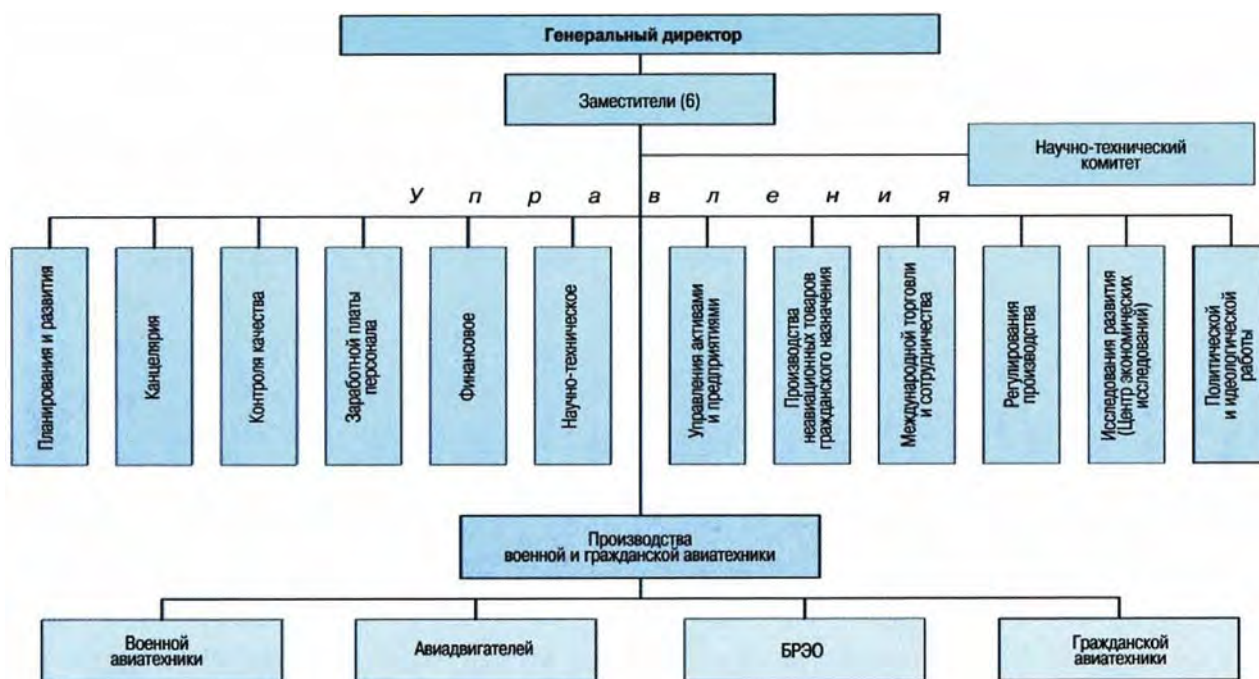 Генеральный директор
Заместители (6)
Научно-технический
комитет
Управления
Планирования и развития
Канцелярия
Контроля качества
Заработной платы
персонала
Финансовое
Научно-техническое
Управления активами
и предприятиями
Производства
неавиационных товаров
гражданского назначения
Международной торговли
и сотрудничества
Регулирования
производства
Исследования развития
(Центр экономических
исследований)
Политической
и идеологической
работы
Производства
военной и гражданской авиатехники
Военной
авиатехники
Авиадвигателей
БРЭО
Гражданской
авиатехники